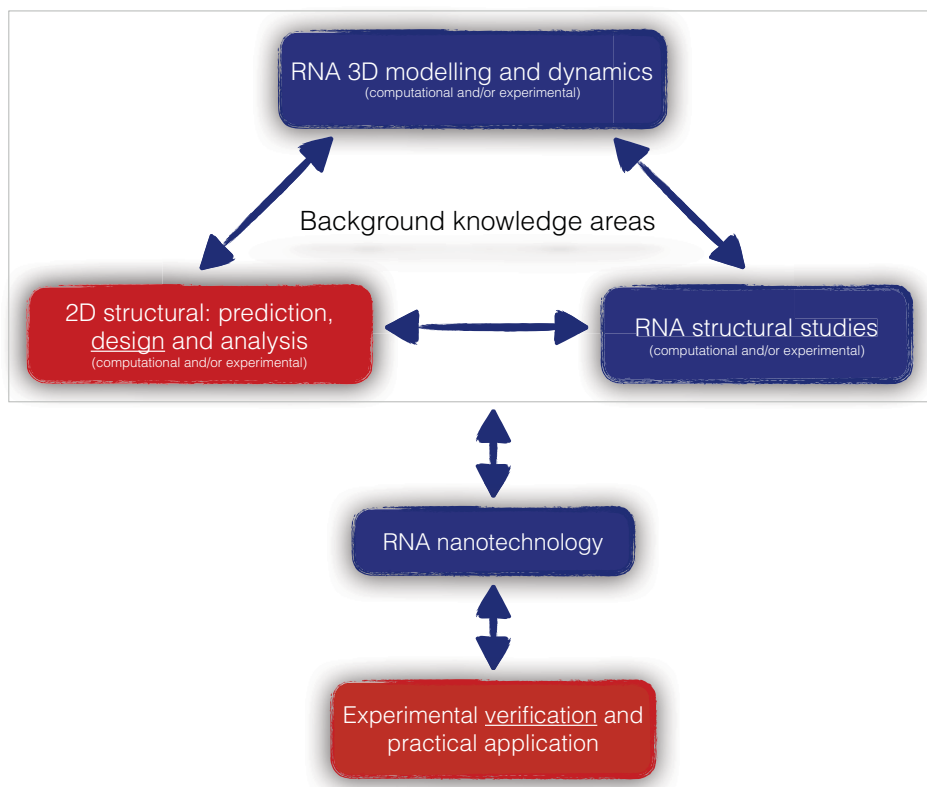 RNA 3D modelling and dynamics
(computational and/or experimental)
Background knowledge areas
2D structural: prediction,
design and analysis
(computational and/or experimental)
RNA structural studies
(computational and/or experimental)
RNA nanotechnology
Experimental verification and
practical application